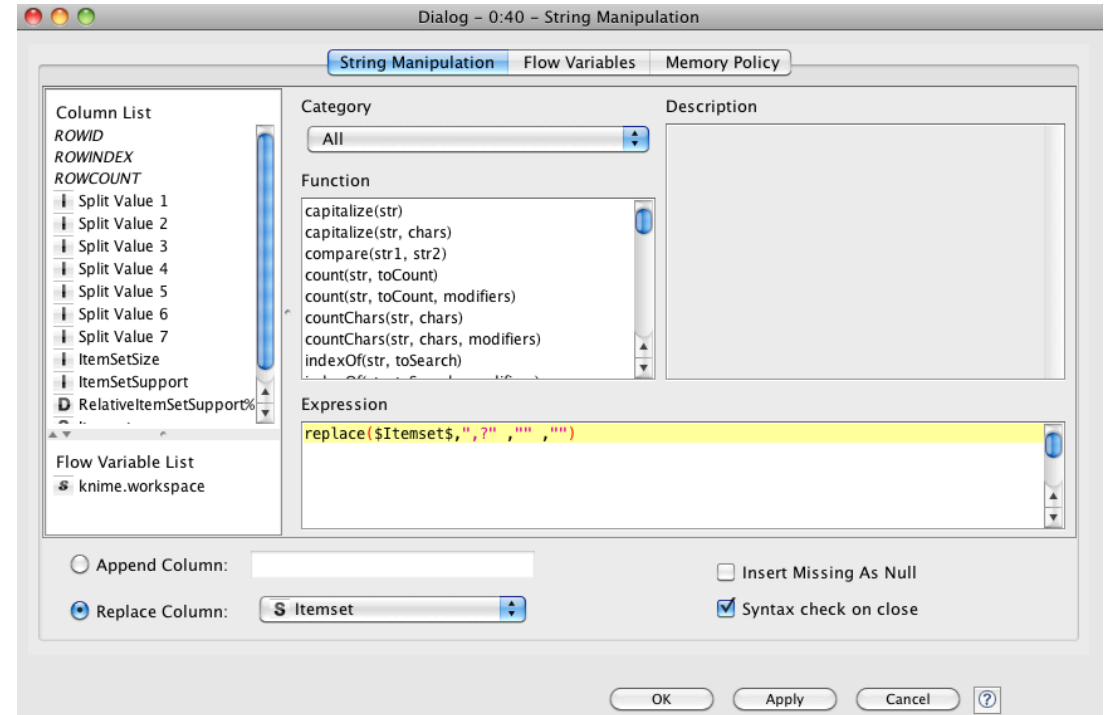 Dialog – 0:40 – String Manipulation
String Manipulation Flow Variables Memory Policy
Column List
ROWID
ROWINDEX
ROWCOUNT
I Split Value 1
I Split Value 2
I Split Value 3
I Split Value 4
I Split Value 5
I Split Value 6
I Split Value 7
I ItemSetSize
I ItemSetSupport
D RelativeItemSetSupport%
Flow Variable List
s knime.workspace
Category
All
Function
capitalize(str)
capitalize(str, chars)
compare(str1, str2)
count(str, toCount)
count(str, toCount, modifiers)
countChars(str, chars)
countChars(str, chars, modifiers)
indexOf(str, toSearch)
Description
Expression
replace($Itemset$,",?" ,"" ,"")
Append Column:
Replace Column: S Itemset
Insert Missing As Null
Syntax check on close
OK Apply Cancel ?